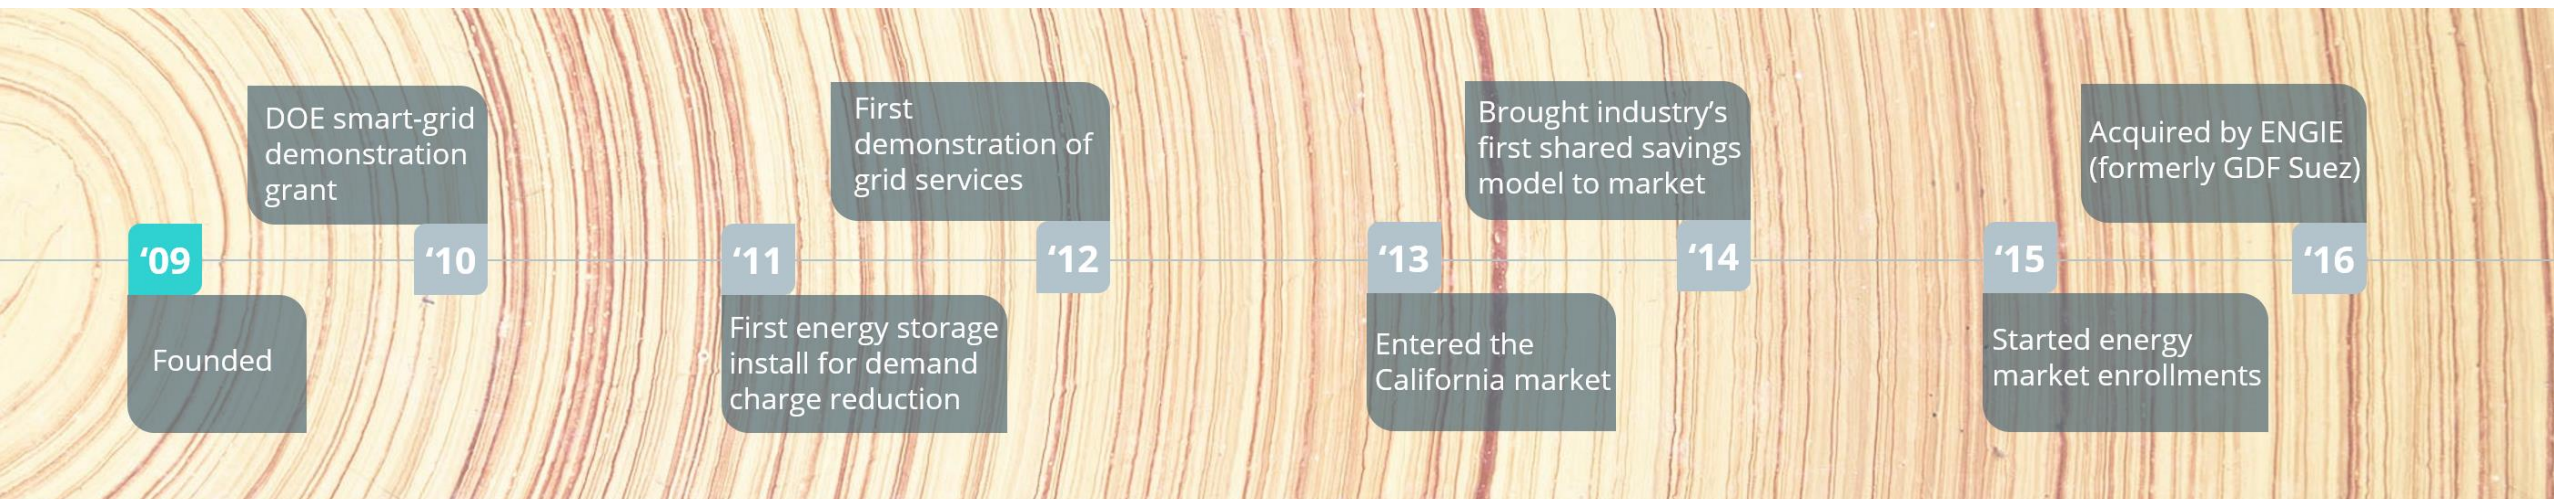 ‘09
Founded
DOE smart-grid
demonstration
grant
‘10
‘11
First energy storage
install for demand
charge reduction
First
demonstration of
grid services
‘12
‘13
Entered the
California market
Brought industry’s
first shared savings
model to market
‘14
‘15
Started energy
market enrollments
Acquired by ENGIE
(formerly GDF Suez)
‘16